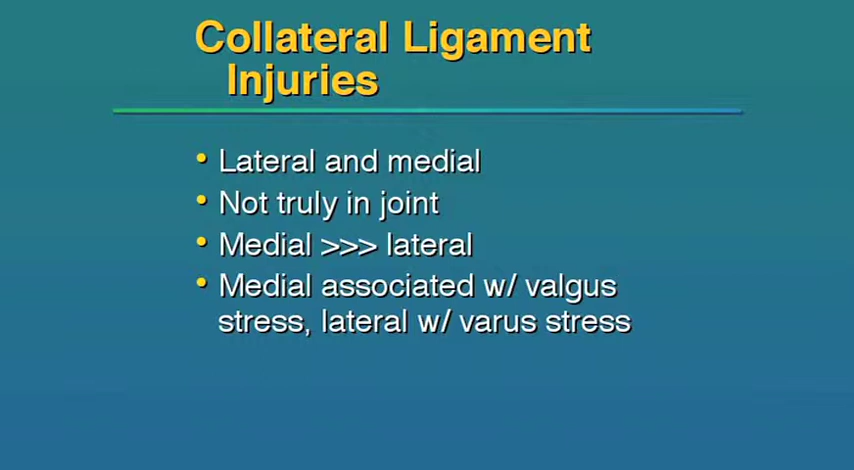 Collateral Ligament
Injuries
• Lateral and medial
• Not truly in joint
• Medial >>> lateral
• Medial associated w/ valgus
stress, lateral w/ varus stress